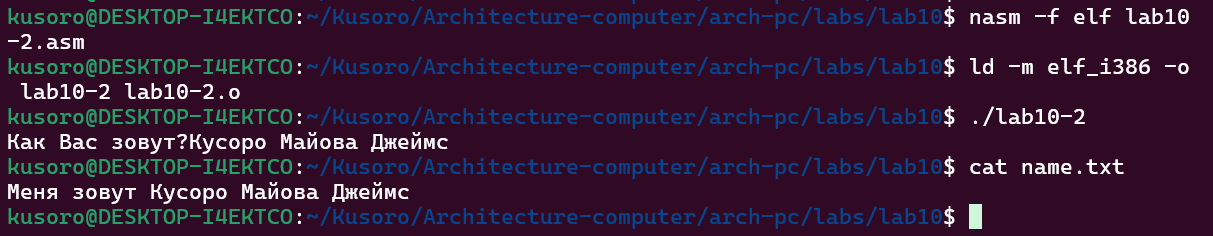 kusoro@DESKTOP-I4EKTCO:~/Kusoro/Architecture-computer/arch-pc/labs/lab10$ nasm -f elf lab10
-2.asm
kusoro@DESKTOP-I4EKTCO:~/Kusoro/Architecture-computer/arch-pc/labs/lab10$ ld -m elf_i386 -o
 lab10-2 lab10-2.o
kusoro@DESKTOP-I4EKTCO:~/Kusoro/Architecture-computer/arch-pc/labs/lab10$ ./lab10-2
Как Вас зовут?Кусоро Майова Джеймс
kusoro@DESKTOP-I4EKTCO:~/Kusoro/Architecture-computer/arch-pc/labs/lab10$ cat name.txt
Меня зовут Кусоро Майова Джеймс
kusoro@DESKTOP-I4EKTCO:~/Kusoro/Architecture-computer/arch-pc/labs/lab10$